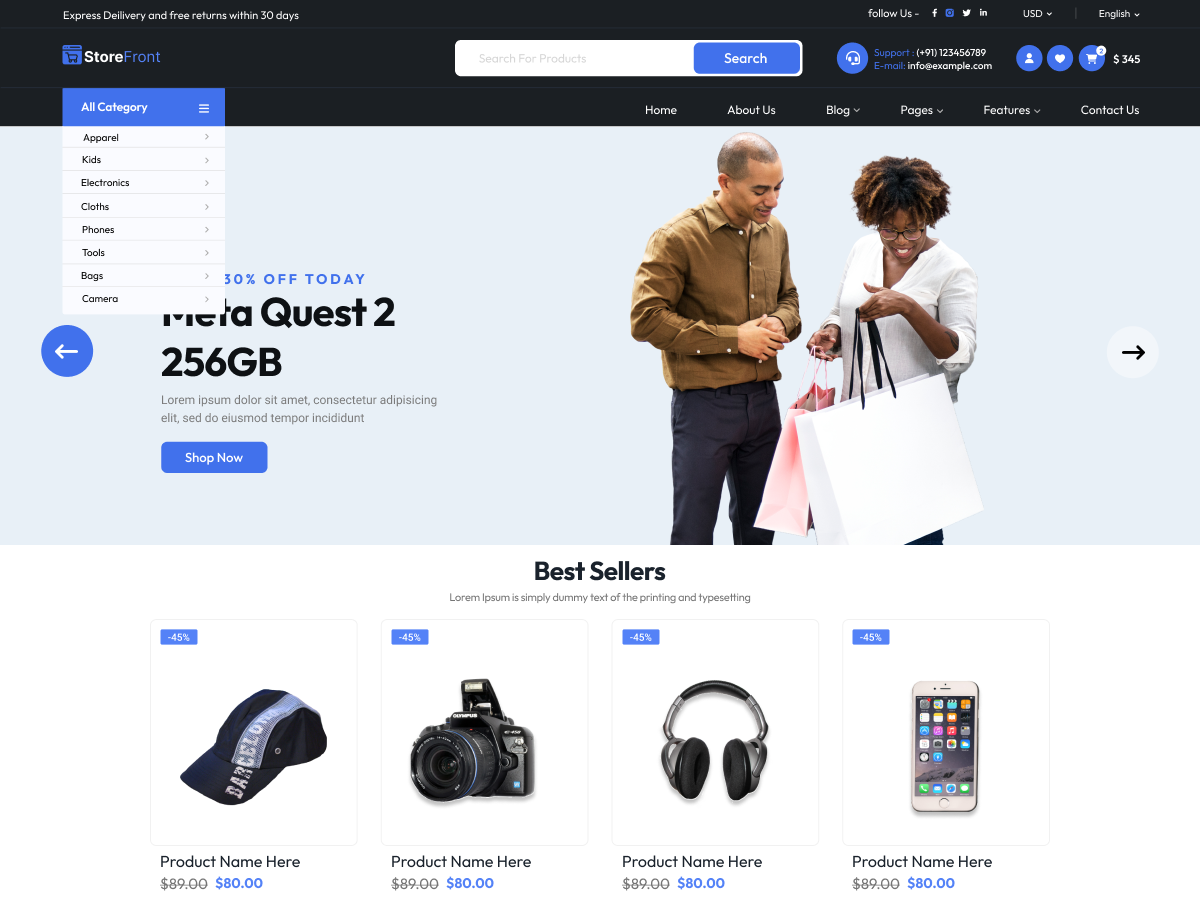 Express Deilivery and free returns within 30 days
follow Us -
USD
English
StoreFront
Search For Products
Search
Support : (+91) 123456789
E-mail: info@example.com
2
$ 345
All Category
Home
About Us
Blog
Pages
Features
Contact Us
Apparel
Kids
Electronics
Cloths
Phones
Tools
Bags
Camera
30% OFF TODAY
Meta Quest 2
256GB
Lorem ipsum dolor sit amet, consectetur adipisicing
elit, sed do eiusmod tempor incididunt
Shop Now
Best Sellers
Lorem Ipsum is simply dummy text of the printing and typesetting
-45%
-45%
-45%
-45%
OLYMPUS
Product Name Here
Product Name Here
Product Name Here
Product Name Here
$89.00 $80.00
$89.00 $80.00
$89.00 $80.00
$89.00 $80.00